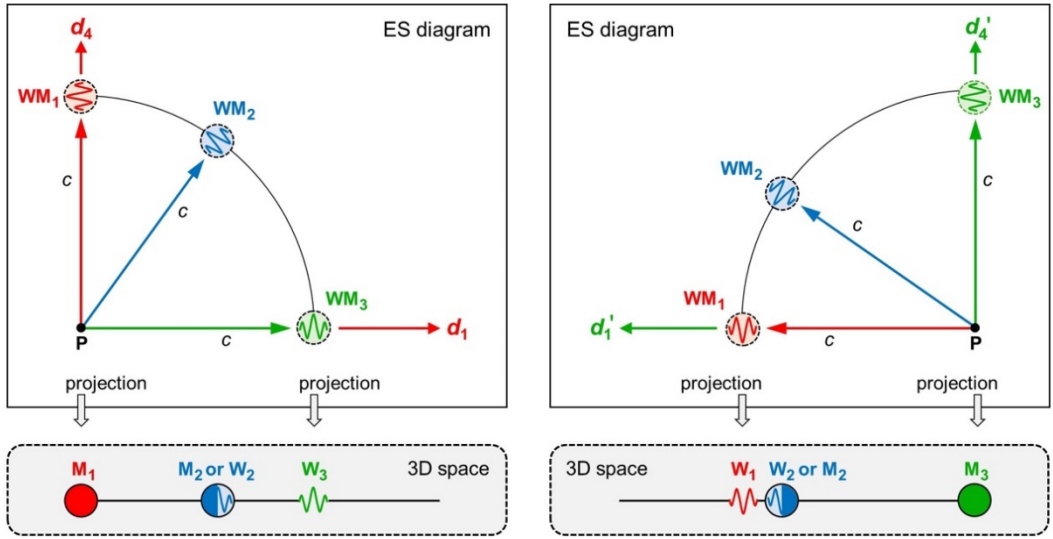 d₄
ES diagram
WM₁
WM₂
c
c
WM₃
P
c
d₁
projection
projection
M₁
M₂ or W₂
W₃
3D space
ES diagram
d₄'
WM₃
WM₂
c
c
WM₁
d₁'
c
P
projection
projection
3D space
W₁
W₂ or M₂
M₃